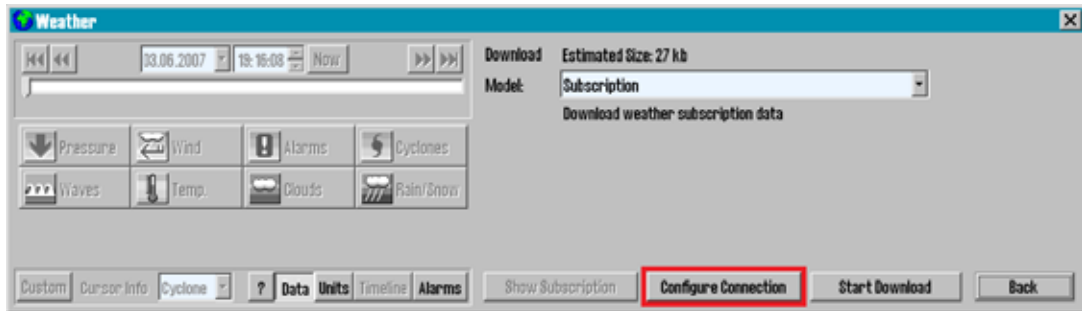 Weather
03.06.2007 19:16:08 Now
Download Estimated Size: 27 kb
Model: Subscription
Download weather subscription data
Pressure Wind Alarms Cyclones
Waves Temp. Clouds Rain/Snow
Custom Cursor Info Cyclone ? Data Units Timeline Alarms
Show Subscription Configure Connection Start Download Back